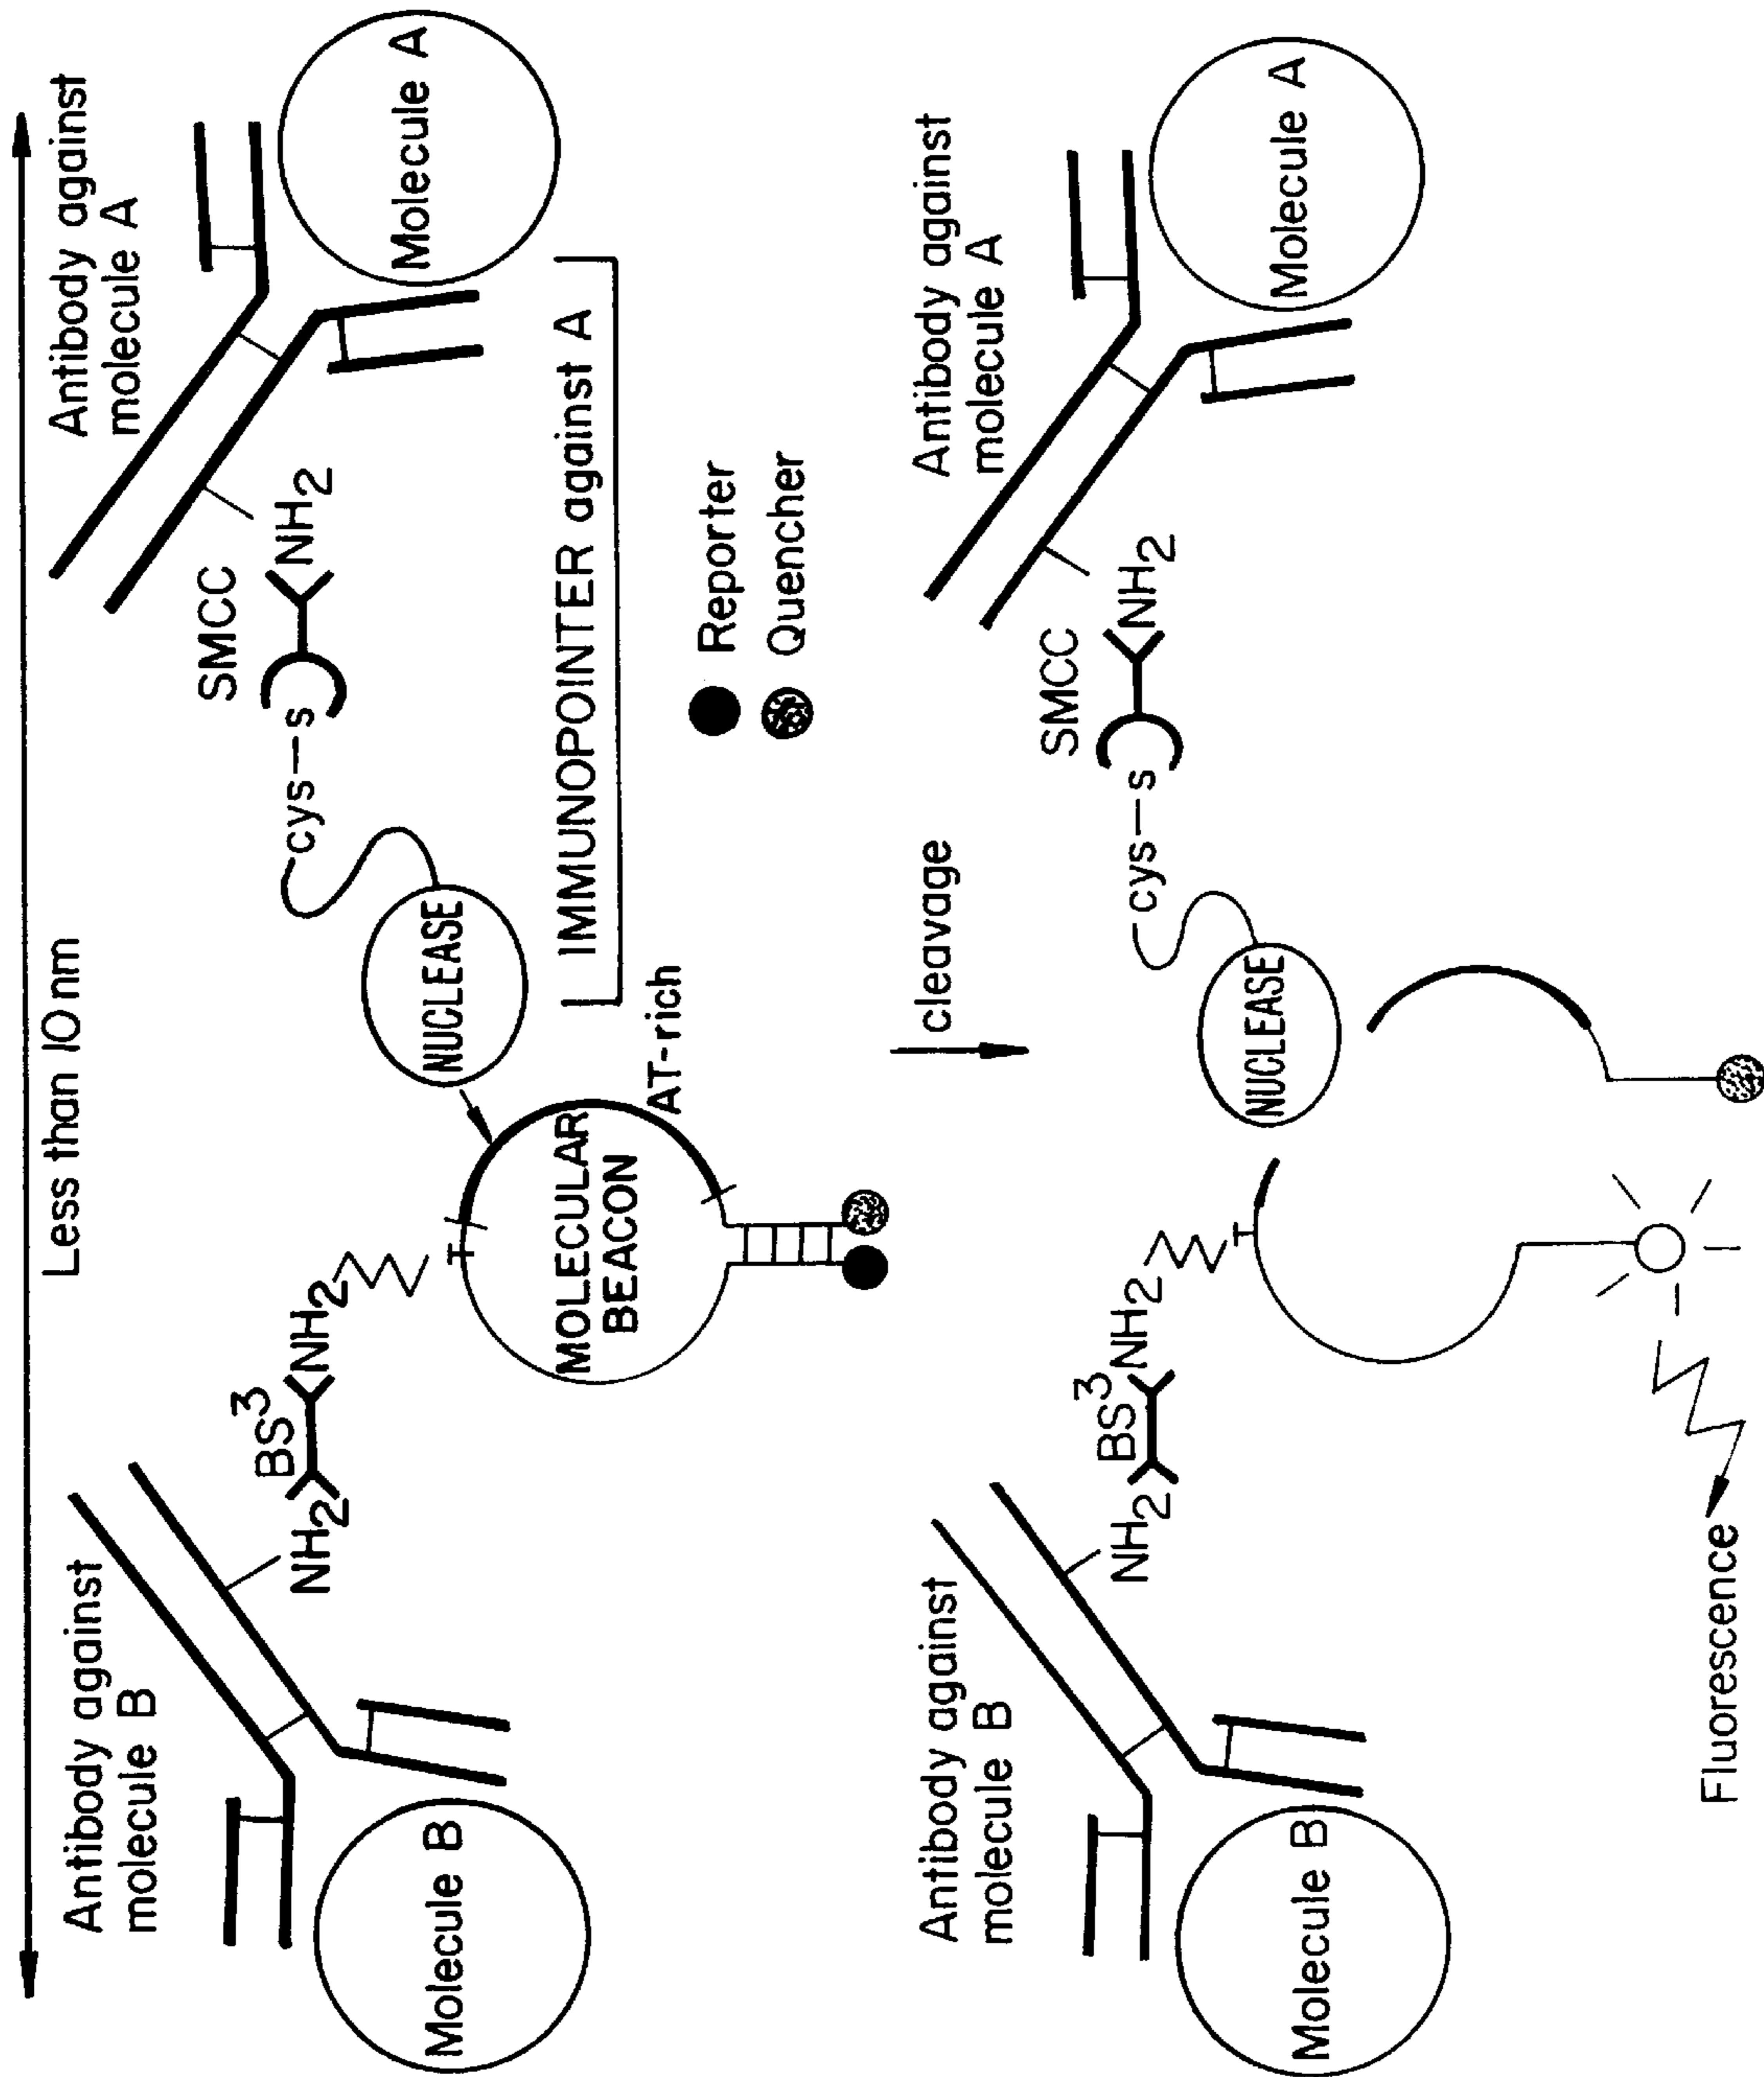 Less than 10 nm
Antibody against
molecule B
Antibody against
molecule A
Molecule B
NH2
BS3
NH2
T
MOLECULAR
BEACON
AT-rich
NUCLEASE
cys-s
SMCC
NH2
Molecule A
IMMUNOPOINTER against A
Reporter
Quencher
cleavage
Antibody against
molecule B
Antibody against
molecule A
Molecule B
NH2
BS3
NH2
T
NUCLEASE
cys-s
SMCC
NH2
Molecule A
Fluorescence